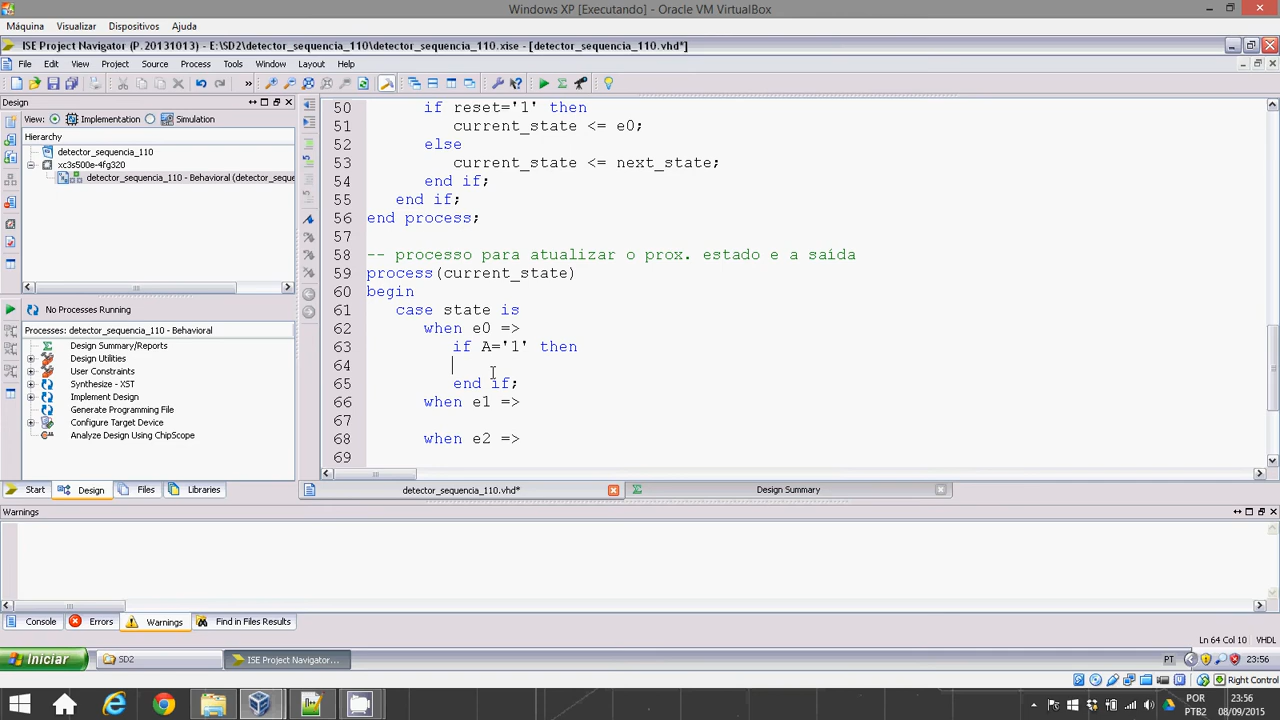 Windows XP [Executando] - Oracle VM VirtualBox
Máquina Visualizar Dispositivos Ajuda
ISE Project Navigator (P.20131013) - E:\SD2\detector_sequencia_110\detector_sequencia_110.xise - [detector_sequencia_110.vhd*]
File Edit View Project Source Process Tools Window Layout Help
»
Design
View: Implementation Simulation
Hierarchy
detector_sequencia_110
xc3s500e-4fg320
detector_sequencia_110 - Behavioral (detector_seque
No Processes Running
Processes: detector_sequencia_110 - Behavioral
Design Summary/Reports
Design Utilities
User Constraints
Synthesize - XST
Implement Design
Generate Programming File
Configure Target Device
Analyze Design Using ChipScope
Start Design Files Libraries
50 if reset='1' then
51 current_state <= e0;
52 else
53 current_state <= next_state;
54 end if;
55 end if;
56 end process;
57
58 -- processo para atualizar o prox. estado e a saída
59 process(current_state)
60 begin
61 case state is
62 when e0 =>
63 if A='1' then
64
65 end if;
66 when e1 =>
67
68 when e2 =>
69
detector_sequencia_110.vhd* Design Summary
Warnings
Console Errors Warnings Find in Files Results
Ln 64 Col 10 VHDL
Iniciar SD2 ISE Project Navigator... PT 23:56
Right Control
POR 23:56
PTB2 08/09/2015